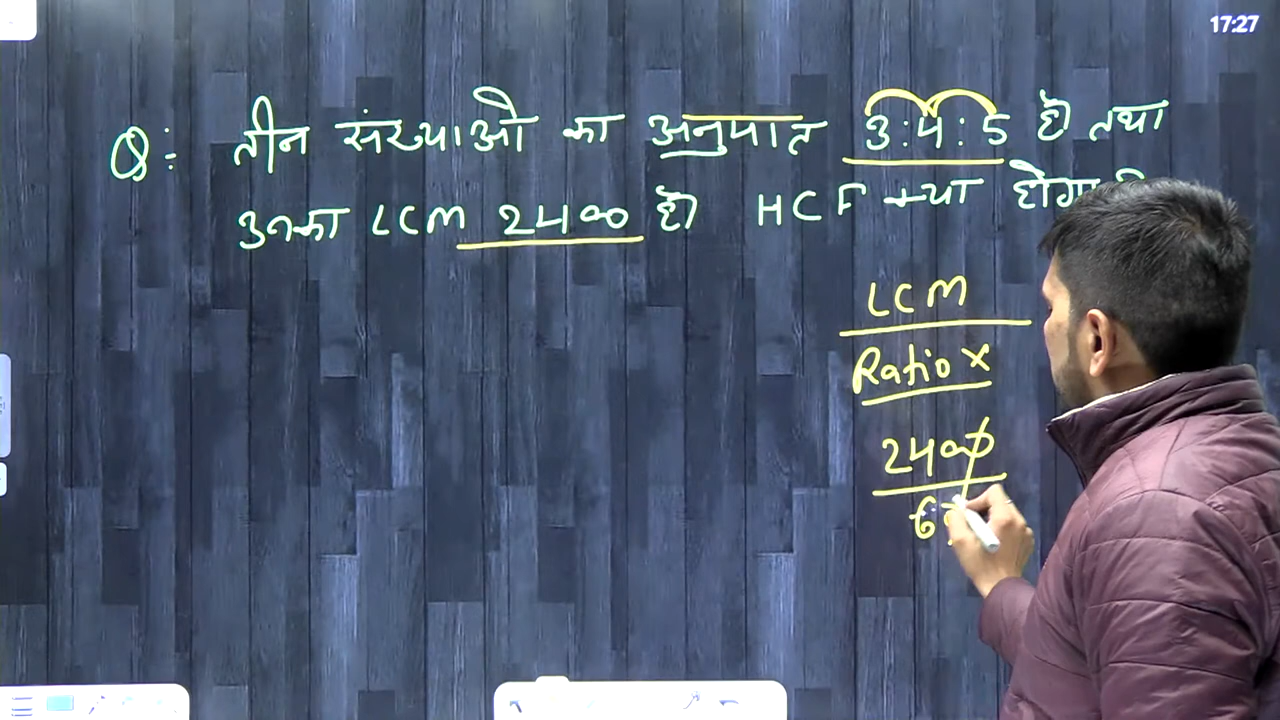 17:27
Q:- तीन संख्याओ का अनुपात 3:4:5 है तथा
उनका LCM 2400 है HCF क्या होगा
LCM
Ratio x
2400
60